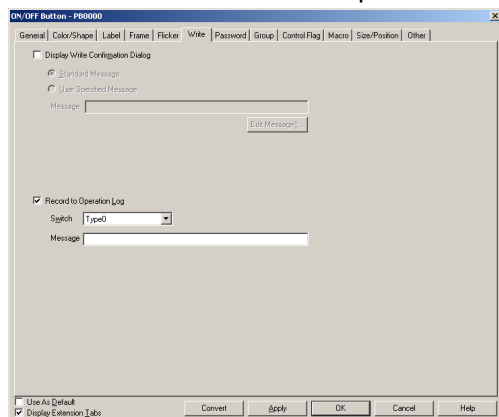 ON/OFF Button - PB0000
General Color/Shape Label Frame Flicker Write Password Group Control Flag Macro Size/Position Other
Display Write Confirmation Dialog
Standard Message
User Specified Message
Message
Edit Message]...
Record to Operation Log
Switch Type0
Message
Use As Default
Display Extension Tabs
Convert Apply OK Cancel Help